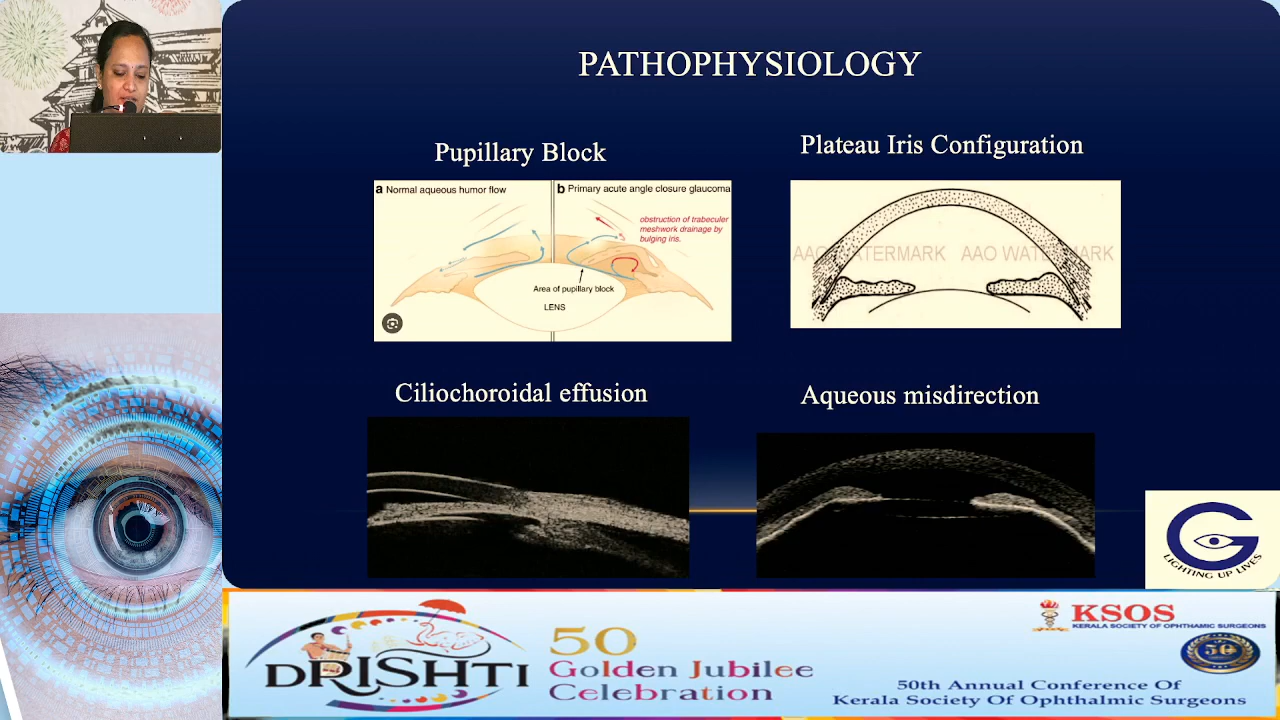 PATHOPHYSIOLOGY
Pupillary Block
Plateau Iris Configuration
a Normal aqueous humor flow
b Primary acute angle closure glaucoma
obstruction of trabeculer
meshwork drainage by
bulging iris.
Area of pupillary block
LENS
AAO WATERMARK AAO WATERMARK
Ciliochoroidal effusion
Aqueous misdirection
G
LIGHTING UP LIVES
DRISHTI
50
Golden Jubilee
Celebration
KSOS
KERALA SOCIETY OF OPHTHAMIC SURGEONS
50
50th Annual Conference Of
Kerala Society Of Ophthalmic Surgeons